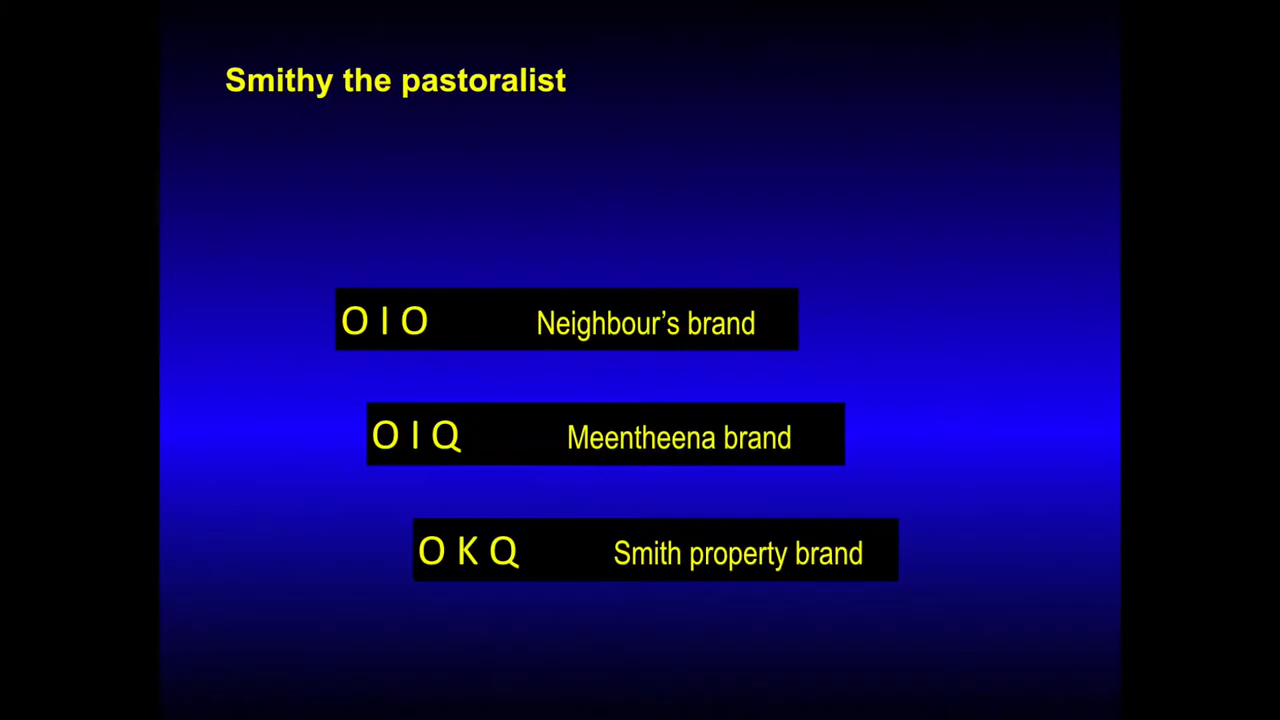 Smithy the pastoralist
O I O Neighbour’s brand
O I Q Meentheena brand
O K Q Smith property brand